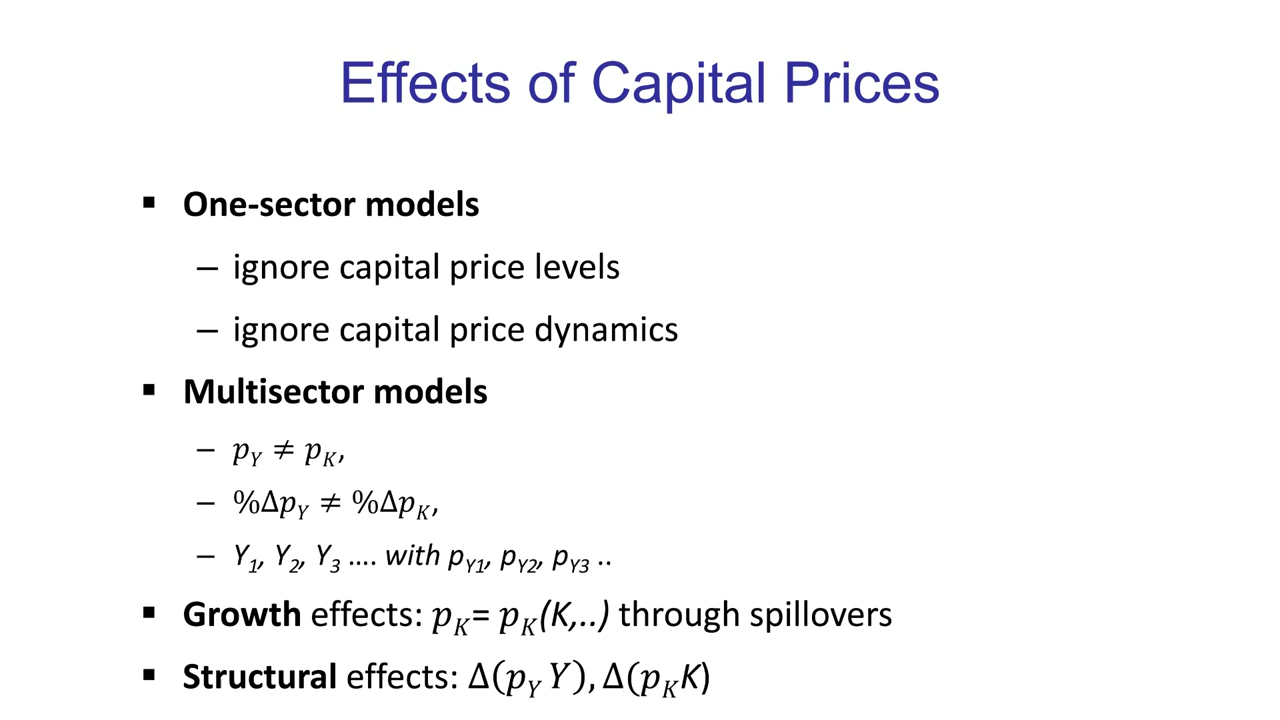 Effects of Capital Prices
▪ One-sector models
– ignore capital price levels
– ignore capital price dynamics
▪ Multisector models
– p_Y ≠ p_K,
– %Δp_Y ≠ %Δp_K,
– Y_1, Y_2, Y_3 …. with p_Y1, p_Y2, p_Y3 ..
▪ Growth effects: p_K= p_K(K,..) through spillovers
▪ Structural effects: Δ(p_Y Y), Δ(p_K K)